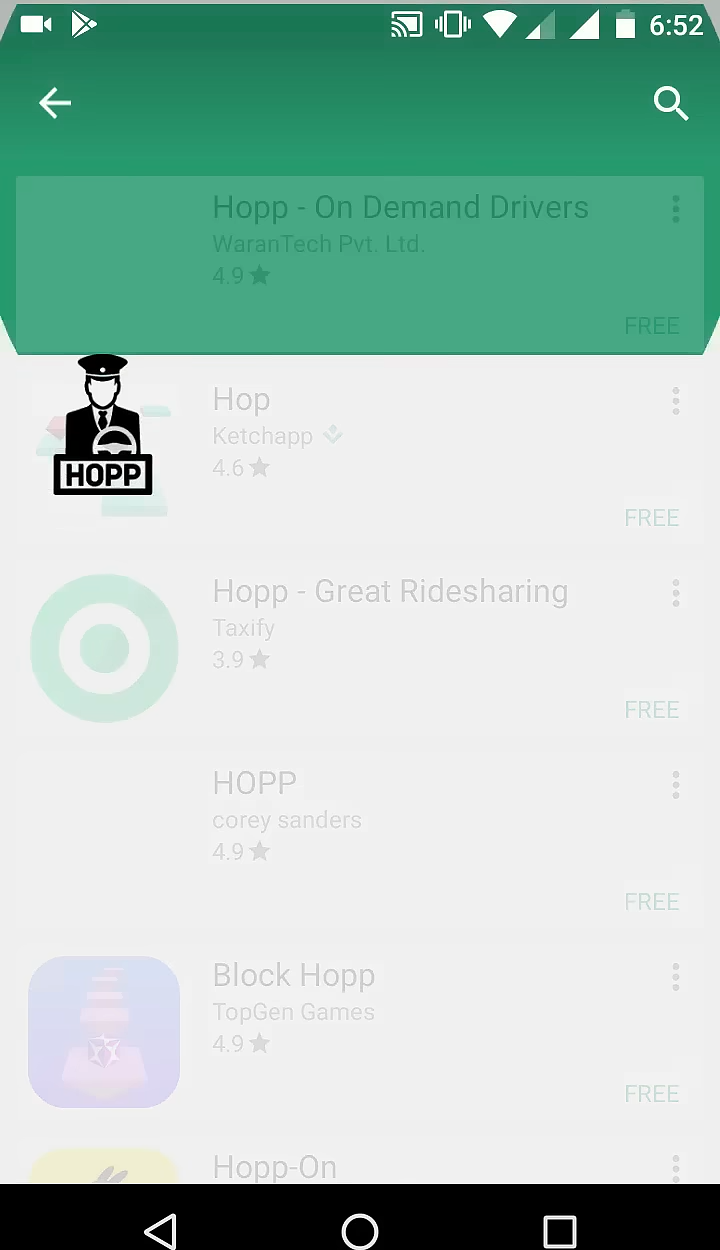 6:52
Hopp - On Demand Drivers
WaranTech Pvt. Ltd.
4.9
FREE
HOPP
Hop
Ketchapp
4.6
FREE
Hopp - Great Ridesharing
Taxify
3.9
FREE
HOPP
corey sanders
4.9
FREE
Block Hopp
TopGen Games
4.9
FREE
Hopp-On